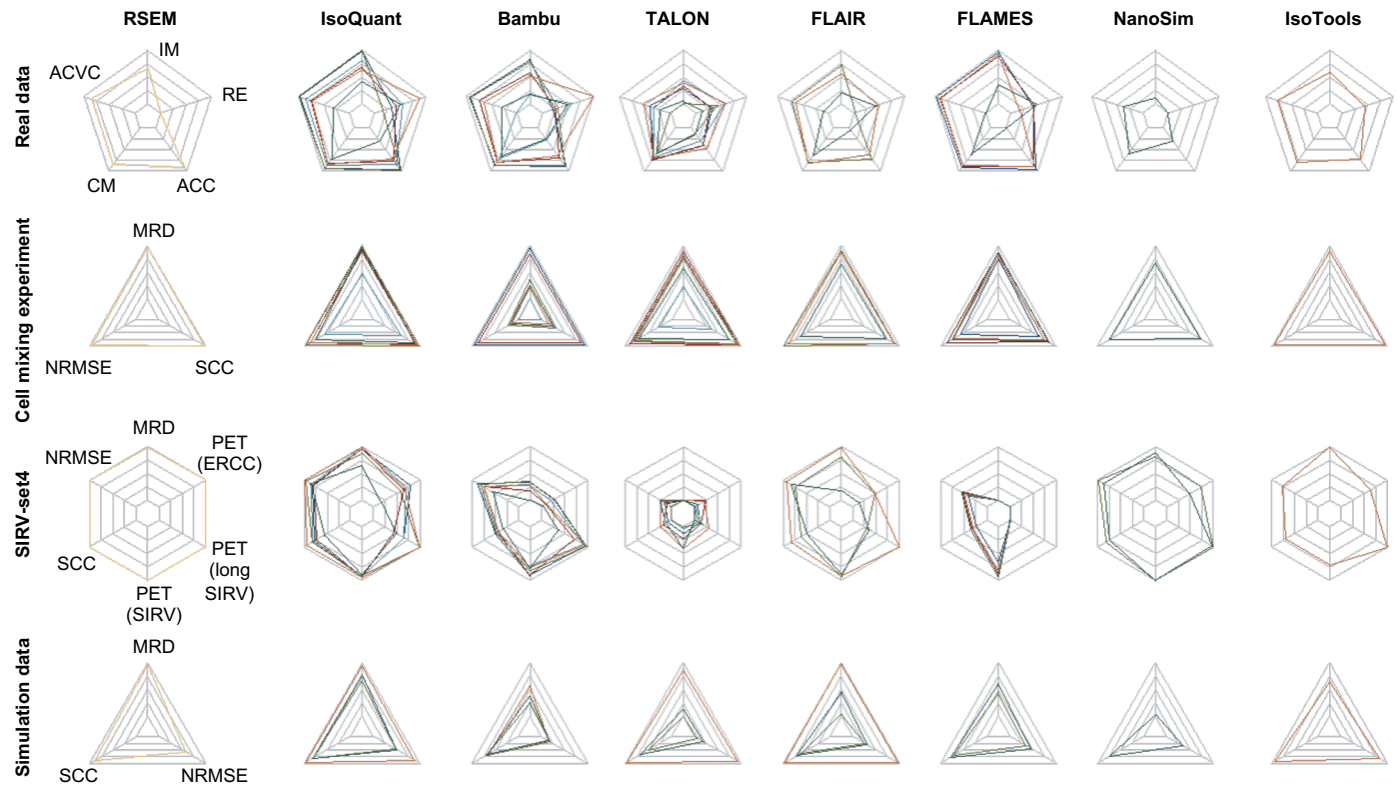 RSEM IsoQuant Bambu TALON FLAIR FLAMES NanoSim IsoTools
Real data
IM
ACVC
RE
CM ACC
Cell mixing experiment
MRD
NRMSE SCC
SIRV-set4
MRD
PET
(ERCC)
NRMSE
SCC
PET
(long
SIRV)
PET
(SIRV)
Simulation data
MRD
SCC NRMSE